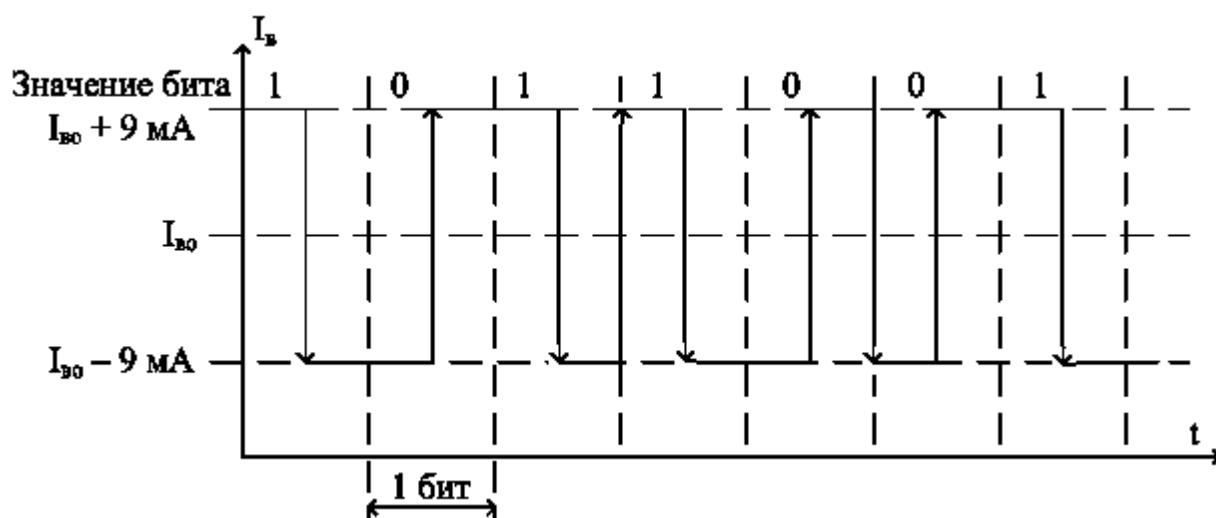 Iв
Значение бита 1 0 1 1 0 0 1
Iво + 9 мА
Iво
Iво – 9 мА
t
1 бит